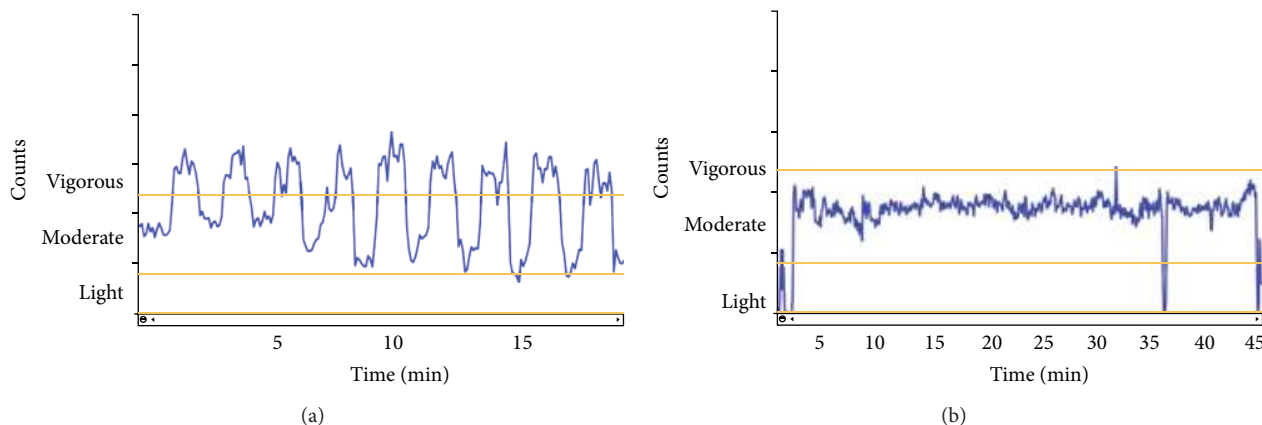 Counts
Vigorous
Moderate
Light
5 10 15
Time (min)
(a)
Counts
Vigorous
Moderate
Light
5 10 15 20 25 30 35 40 45
Time (min)
(b)